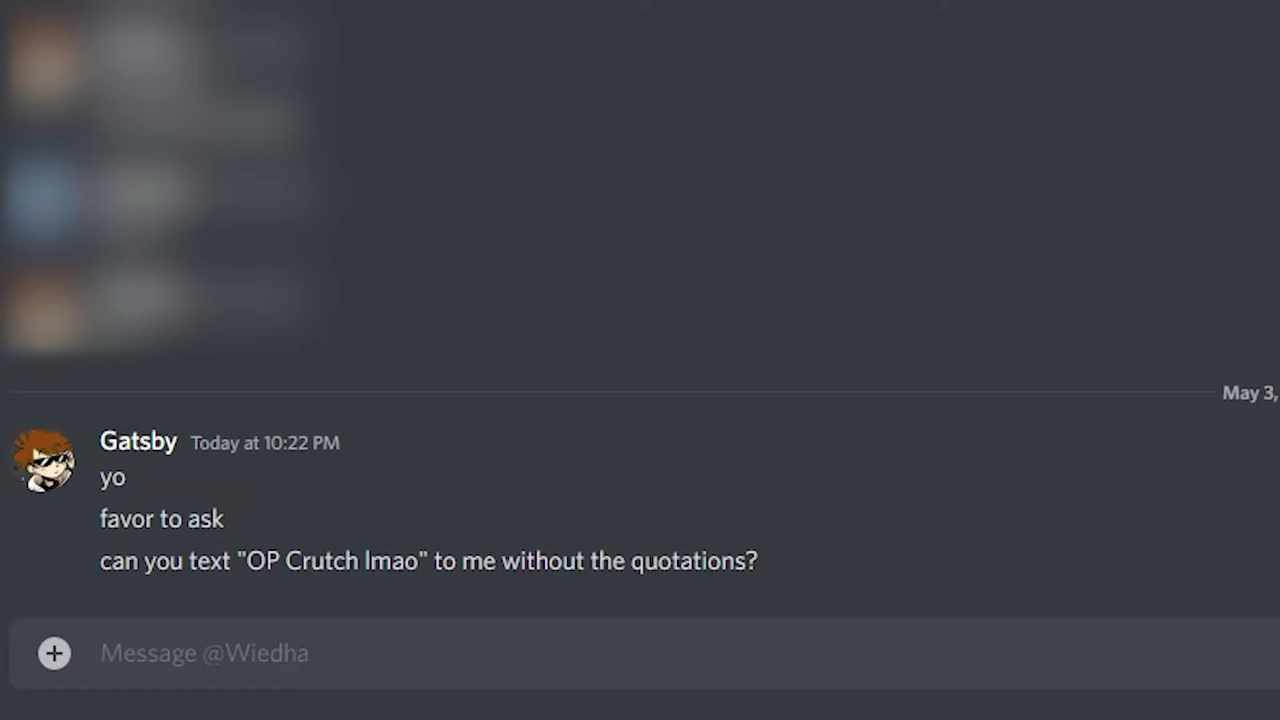 May 3,
Gatsby Today at 10:22 PM
yo
favor to ask
can you text "OP Crutch lmao" to me without the quotations?
Message @Wiedha